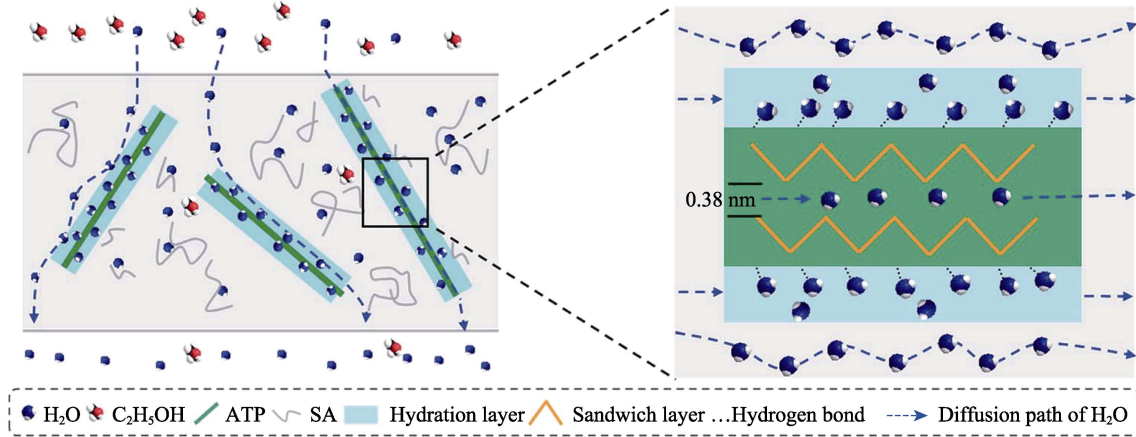 0.38 nm
H₂O C₂H₅OH ATP SA Hydration layer Sandwich layer ...Hydrogen bond Diffusion path of H₂O